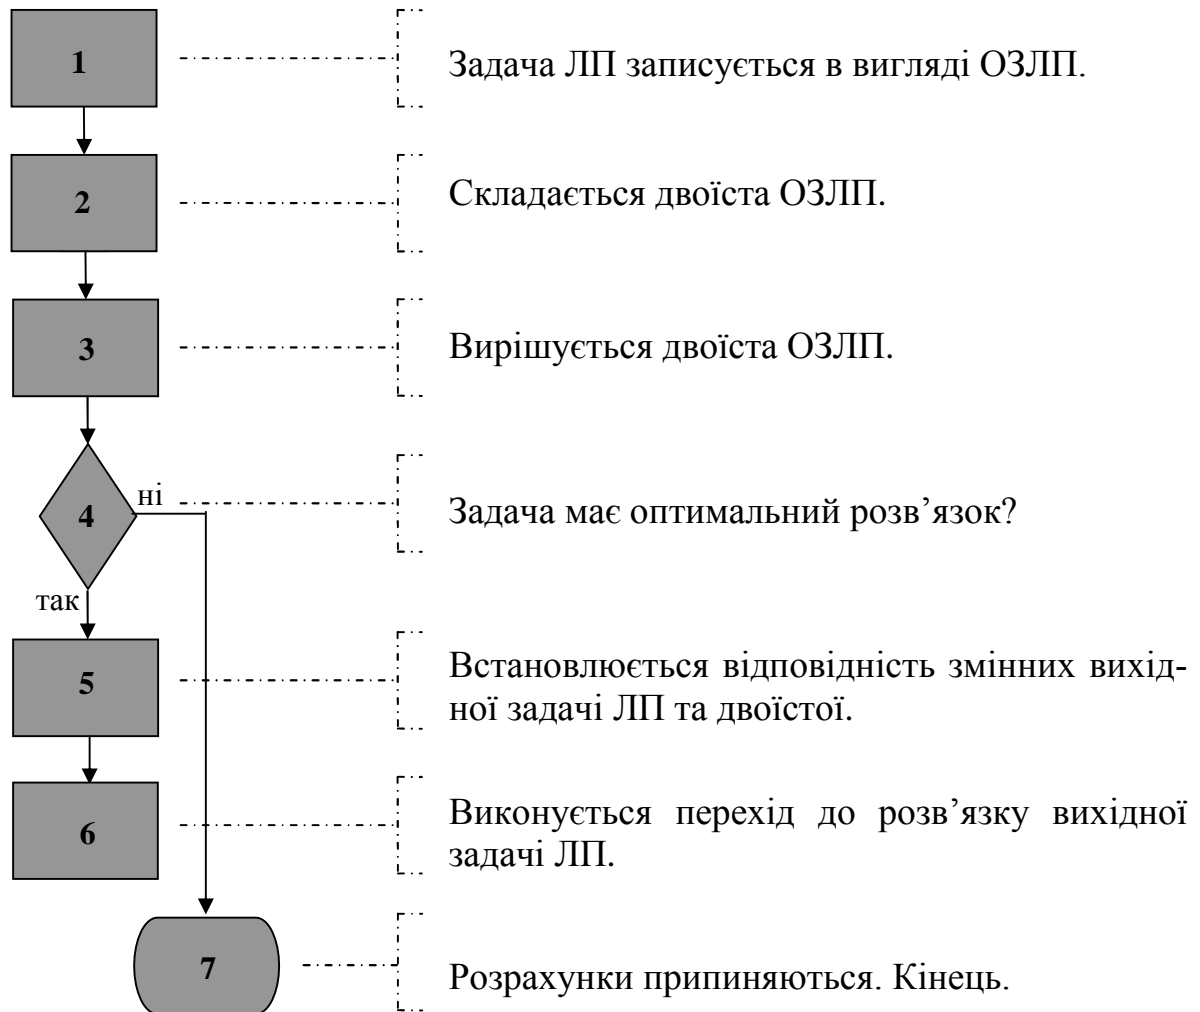 1
Задача ЛП записується в вигляді ОЗЛП.
2
Складається двоїста ОЗЛП.
3
Вирішується двоїста ОЗЛП.
4
ні
Задача має оптимальний розв’язок?
так
5
Встановлюється відповідність змінних вихід-
ної задачі ЛП та двоїстої.
6
Виконується перехід до розв’язку вихідної
задачі ЛП.
7
Розрахунки припиняються. Кінець.